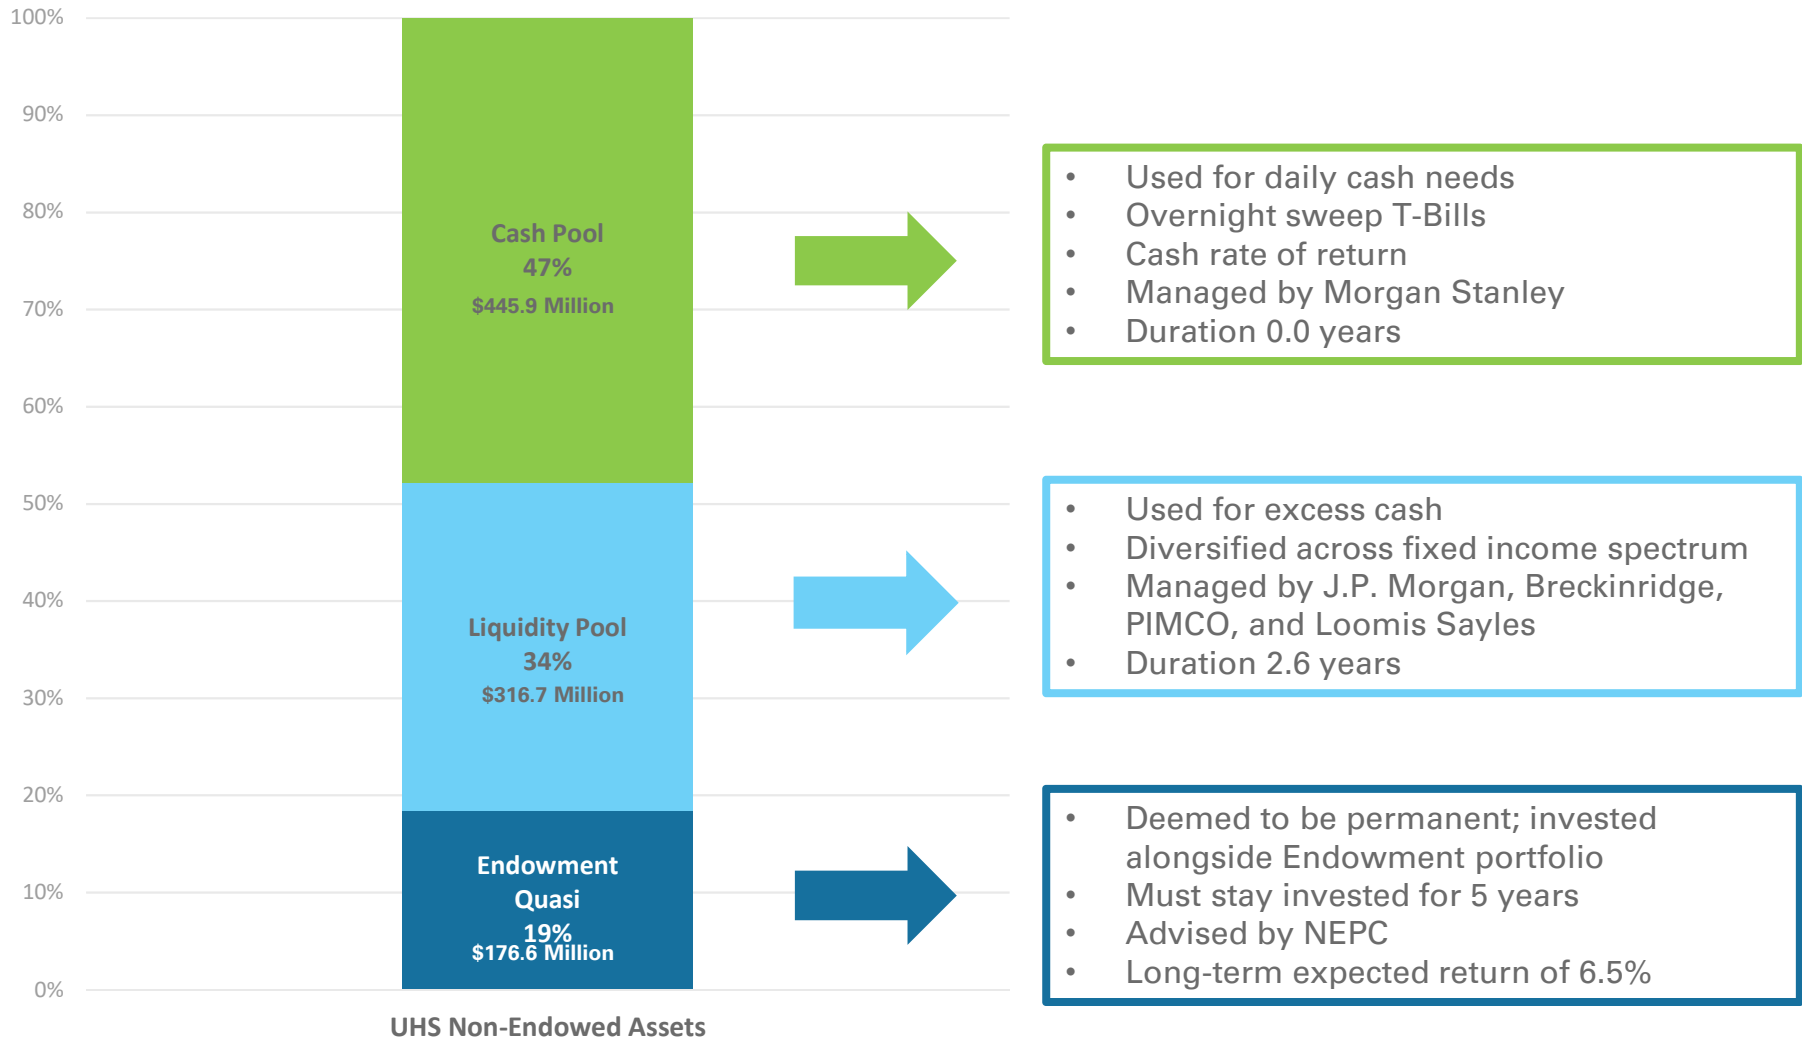 100%
90%
80%
70%
60%
50%
40%
30%
20%
10%
0%
Cash Pool
47%
$445.9 Million
Liquidity Pool
34%
$316.7 Million
Endowment
Quasi
19%
$176.6 Million
UHS Non-Endowed Assets
• Used for daily cash needs
• Overnight sweep T-Bills
• Cash rate of return
• Managed by Morgan Stanley
• Duration 0.0 years
• Used for excess cash
• Diversified across fixed income spectrum
• Managed by J.P. Morgan, Breckinridge,
PIMCO, and Loomis Sayles
• Duration 2.6 years
• Deemed to be permanent; invested
alongside Endowment portfolio
• Must stay invested for 5 years
• Advised by NEPC
• Long-term expected return of 6.5%